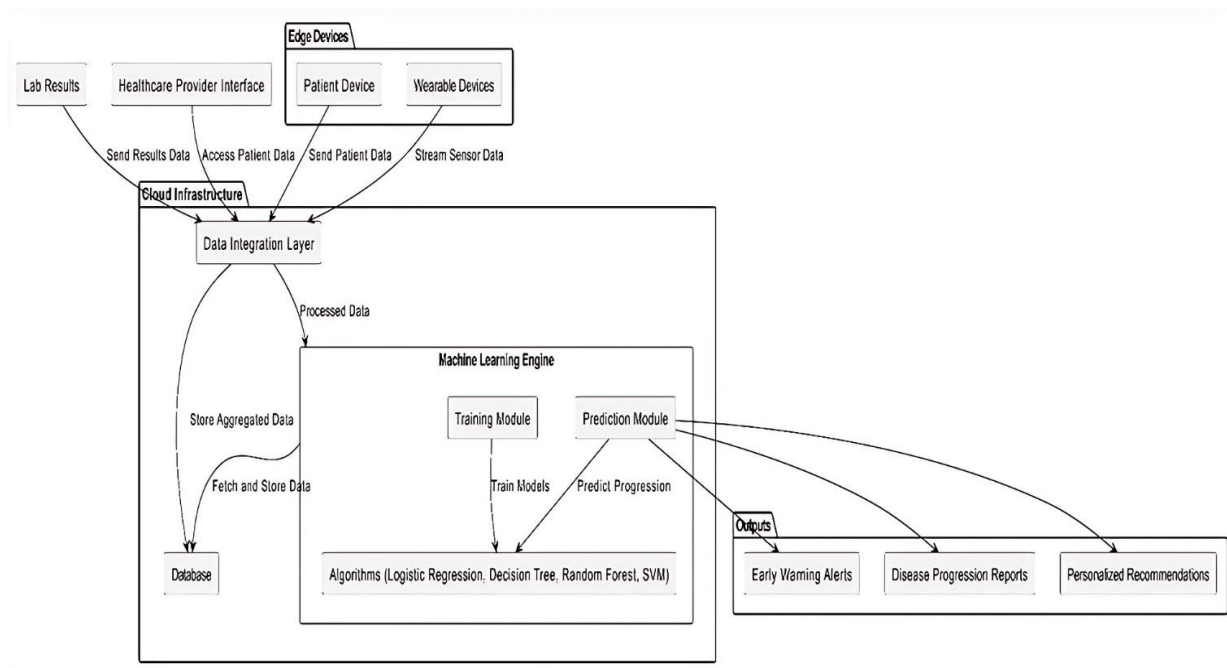 Edge Devices
Lab Results
Healthcare Provider Interface
Patient Device
Wearable Devices
Send Results Data
Access Patient Data
Send Patient Data
Stream Sensor Data
Cloud Infrastructure
Data Integration Layer
Processed Data
Machine Learning Engine
Training Module
Prediction Module
Store Aggregated Data
Fetch and Store Data
Train Models
Predict Progression
Outputs
Database
Algorithms (Logistic Regression, Decision Tree, Random Forest, SVM)
Early Warning Alerts
Disease Progression Reports
Personalized Recommendations